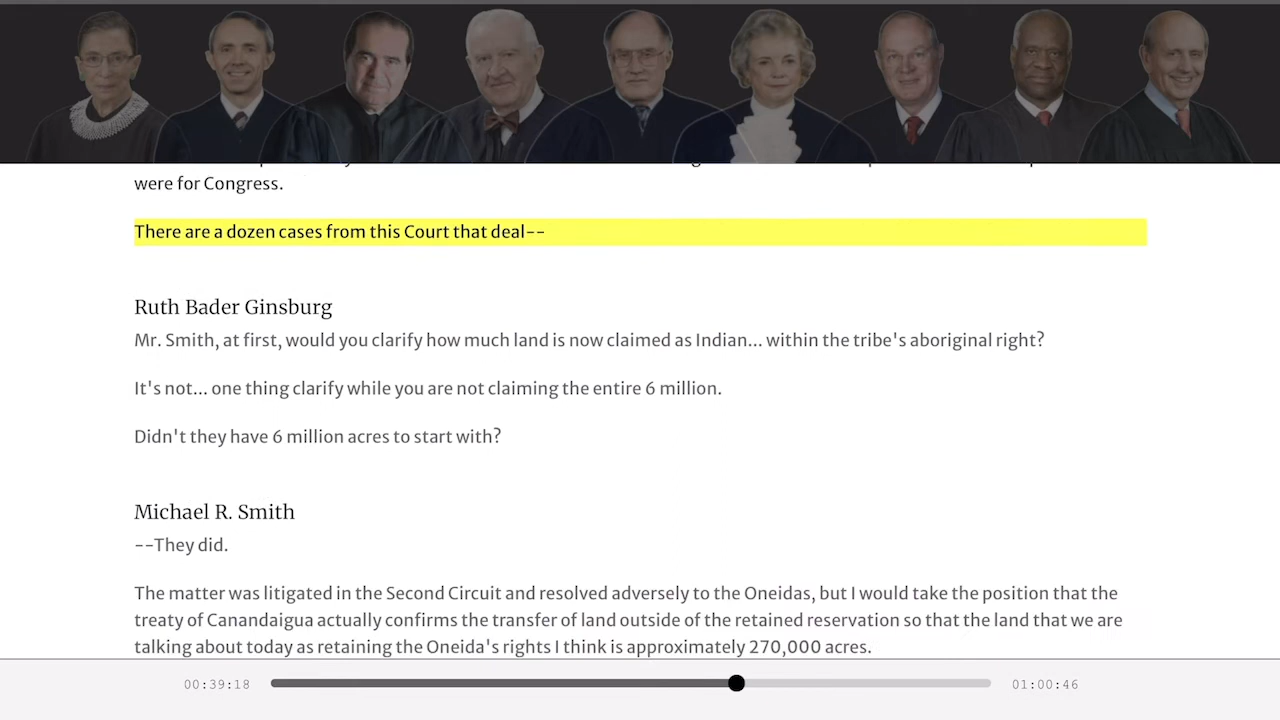 were for Congress.
There are a dozen cases from this Court that deal--
Ruth Bader Ginsburg
Mr. Smith, at first, would you clarify how much land is now claimed as Indian... within the tribe's aboriginal right?
It's not... one thing clarify while you are not claiming the entire 6 million.
Didn't they have 6 million acres to start with?
Michael R. Smith
--They did.
The matter was litigated in the Second Circuit and resolved adversely to the Oneidas, but I would take the position that the
treaty of Canandaigua actually confirms the transfer of land outside of the retained reservation so that the land that we are
talking about today as retaining the Oneida's rights I think is approximately 270,000 acres.
00:39:18
01:00:46